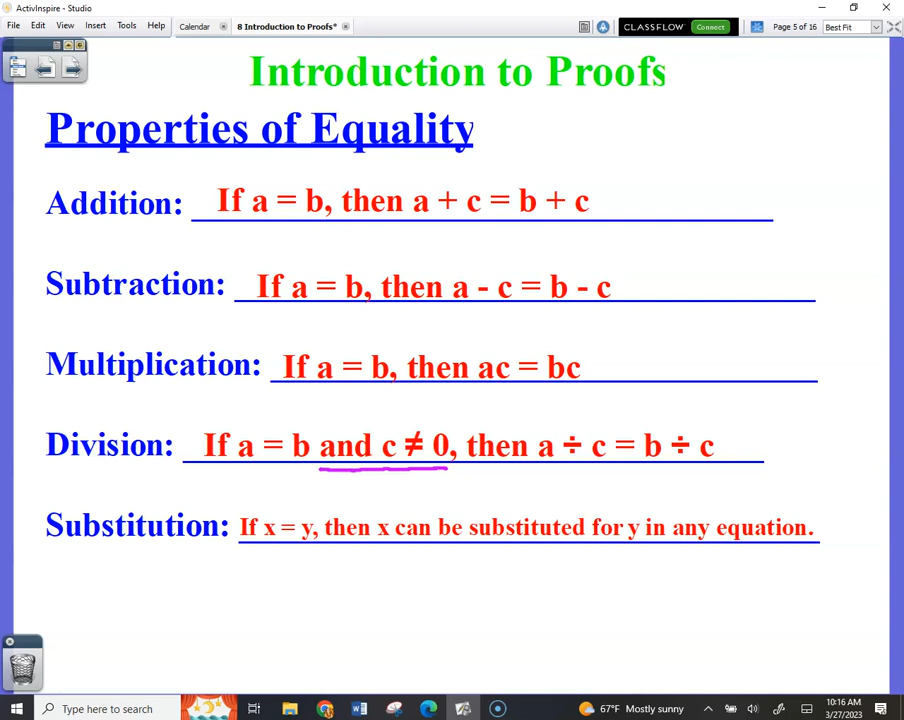 ActivInspire - Studio
File Edit View Insert Tools Help Calendar 8 Introduction to Proofs* CLASSFLOW Connect Page 5 of 16 Best Fit
Introduction to Proofs
Properties of Equality
Addition: If a = b, then a + c = b + c
Subtraction: If a = b, then a - c = b - c
Multiplication: If a = b, then ac = bc
Division: If a = b and c ≠ 0, then a ÷ c = b ÷ c
Substitution: If x = y, then x can be substituted for y in any equation.
Type here to search 67°F Mostly sunny 10:16 AM
3/27/2023